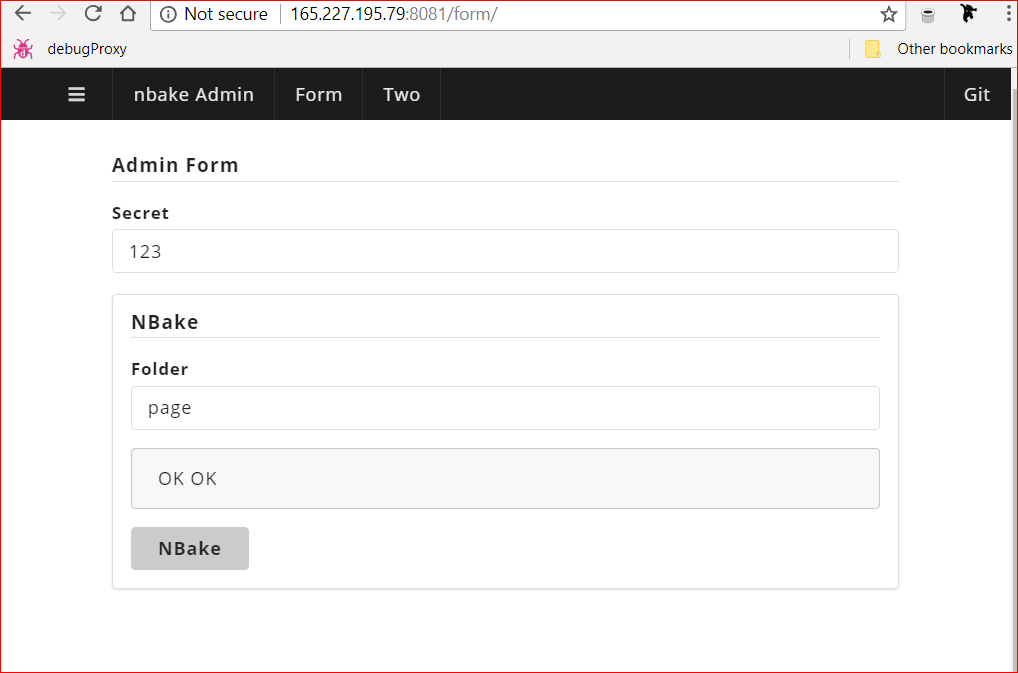 Not secure 165.227.195.79:8081/form/
debugProxy Other bookmarks
nbake Admin Form Two Git
Admin Form
Secret
123
NBake
Folder
page
OK OK
NBake